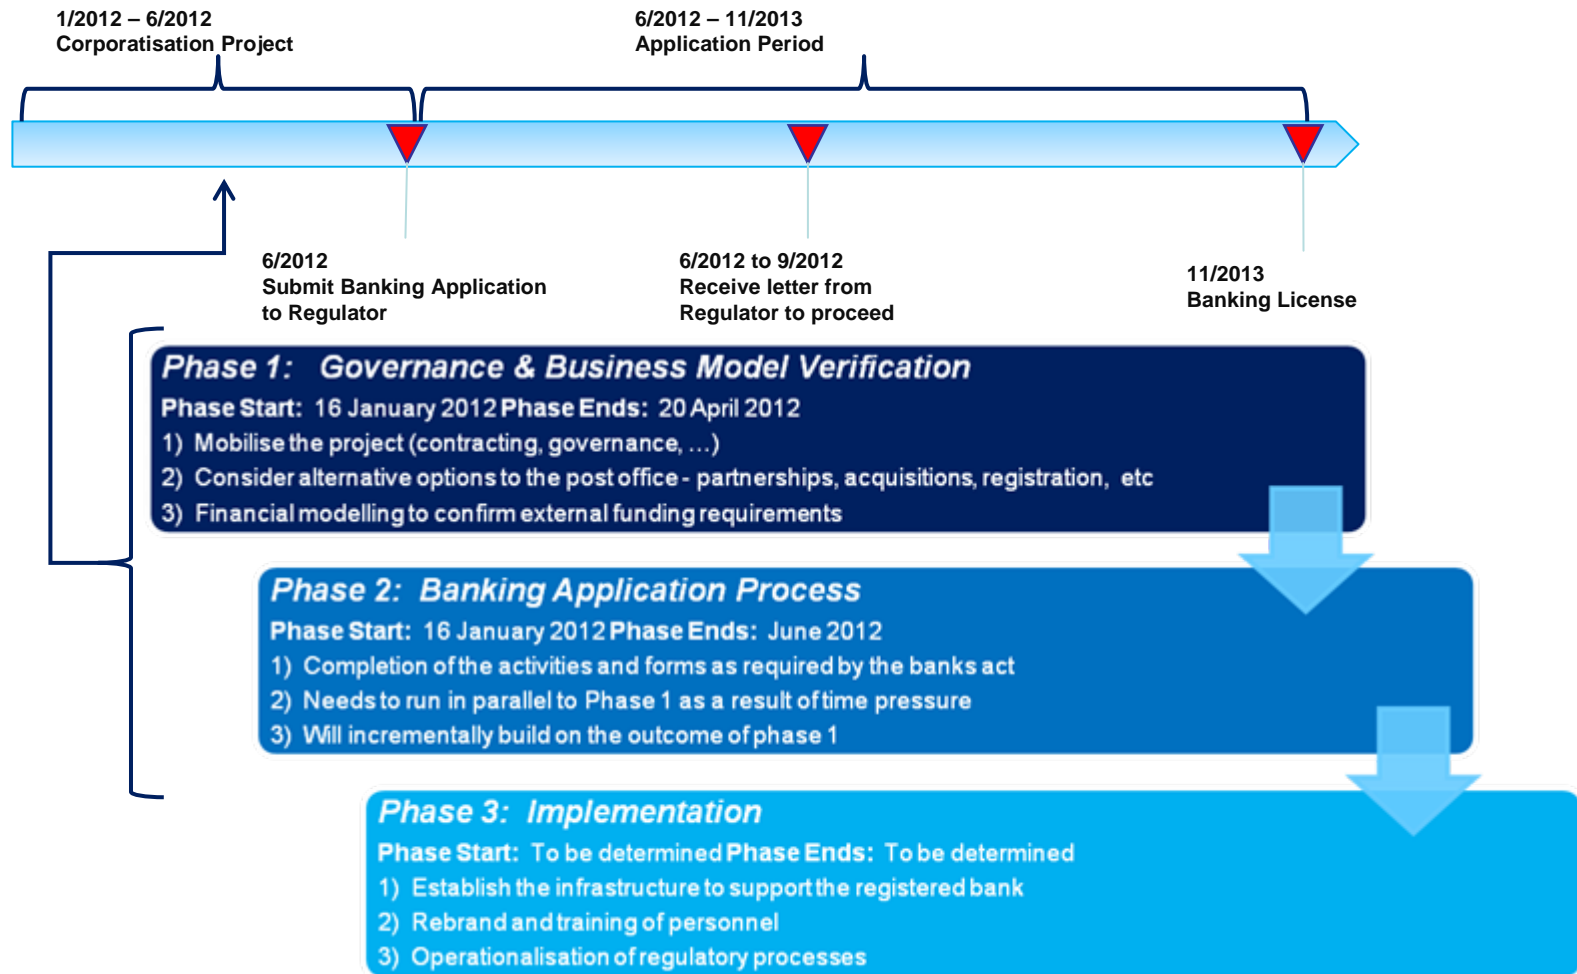 1/2012 – 6/2012
Corporatisation Project
6/2012 – 11/2013
Application Period
6/2012
Submit Banking Application
to Regulator
6/2012 to 9/2012
Receive letter from
Regulator to proceed
11/2013
Banking License
Phase 1: Governance & Business Model Verification
Phase Start: 16 January 2012 Phase Ends: 20 April 2012
1) Mobilise the project (contracting, governance, …)
2) Consider alternative options to the post office - partnerships, acquisitions, registration, etc
3) Financial modelling to confirm external funding requirements
Phase 2: Banking Application Process
Phase Start: 16 January 2012 Phase Ends: June 2012
1) Completion of the activities and forms as required by the banks act
2) Needs to run in parallel to Phase 1 as a result of time pressure
3) Will incrementally build on the outcome of phase 1
Phase 3: Implementation
Phase Start: To be determined Phase Ends: To be determined
1) Establish the infrastructure to support the registered bank
2) Rebrand and training of personnel
3) Operationalisation of regulatory processes